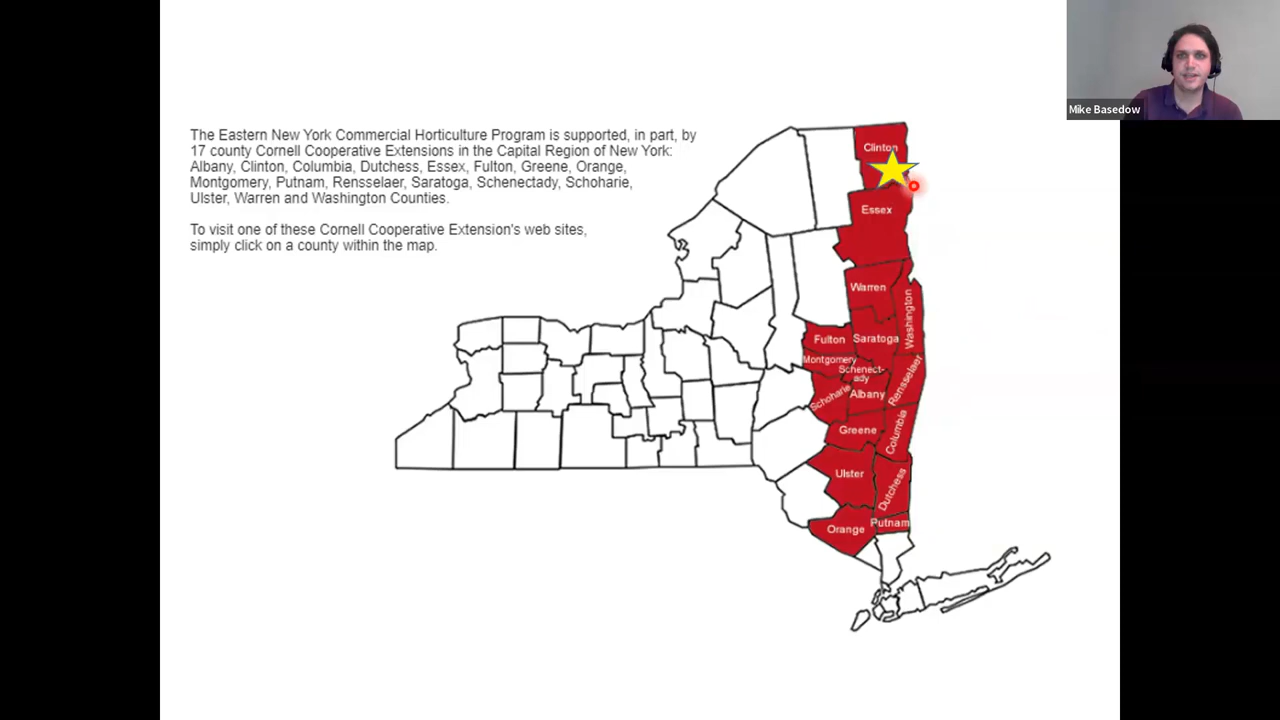 The Eastern New York Commercial Horticulture Program is supported, in part, by
17 county Cornell Cooperative Extensions in the Capital Region of New York:
Albany, Clinton, Columbia, Dutchess, Essex, Fulton, Greene, Orange,
Montgomery, Putnam, Rensselaer, Saratoga, Schenectady, Schoharie,
Ulster, Warren and Washington Counties.
To visit one of these Cornell Cooperative Extension's web sites,
simply click on a county within the map.
Mike Basedow
Clinton
Essex
Warren
Washington
Fulton
Saratoga
Montgomery
Schenect-
ady
Rensselaer
Schoharie
Albany
Greene
Columbia
Ulster
Dutchess
Orange
Putnam